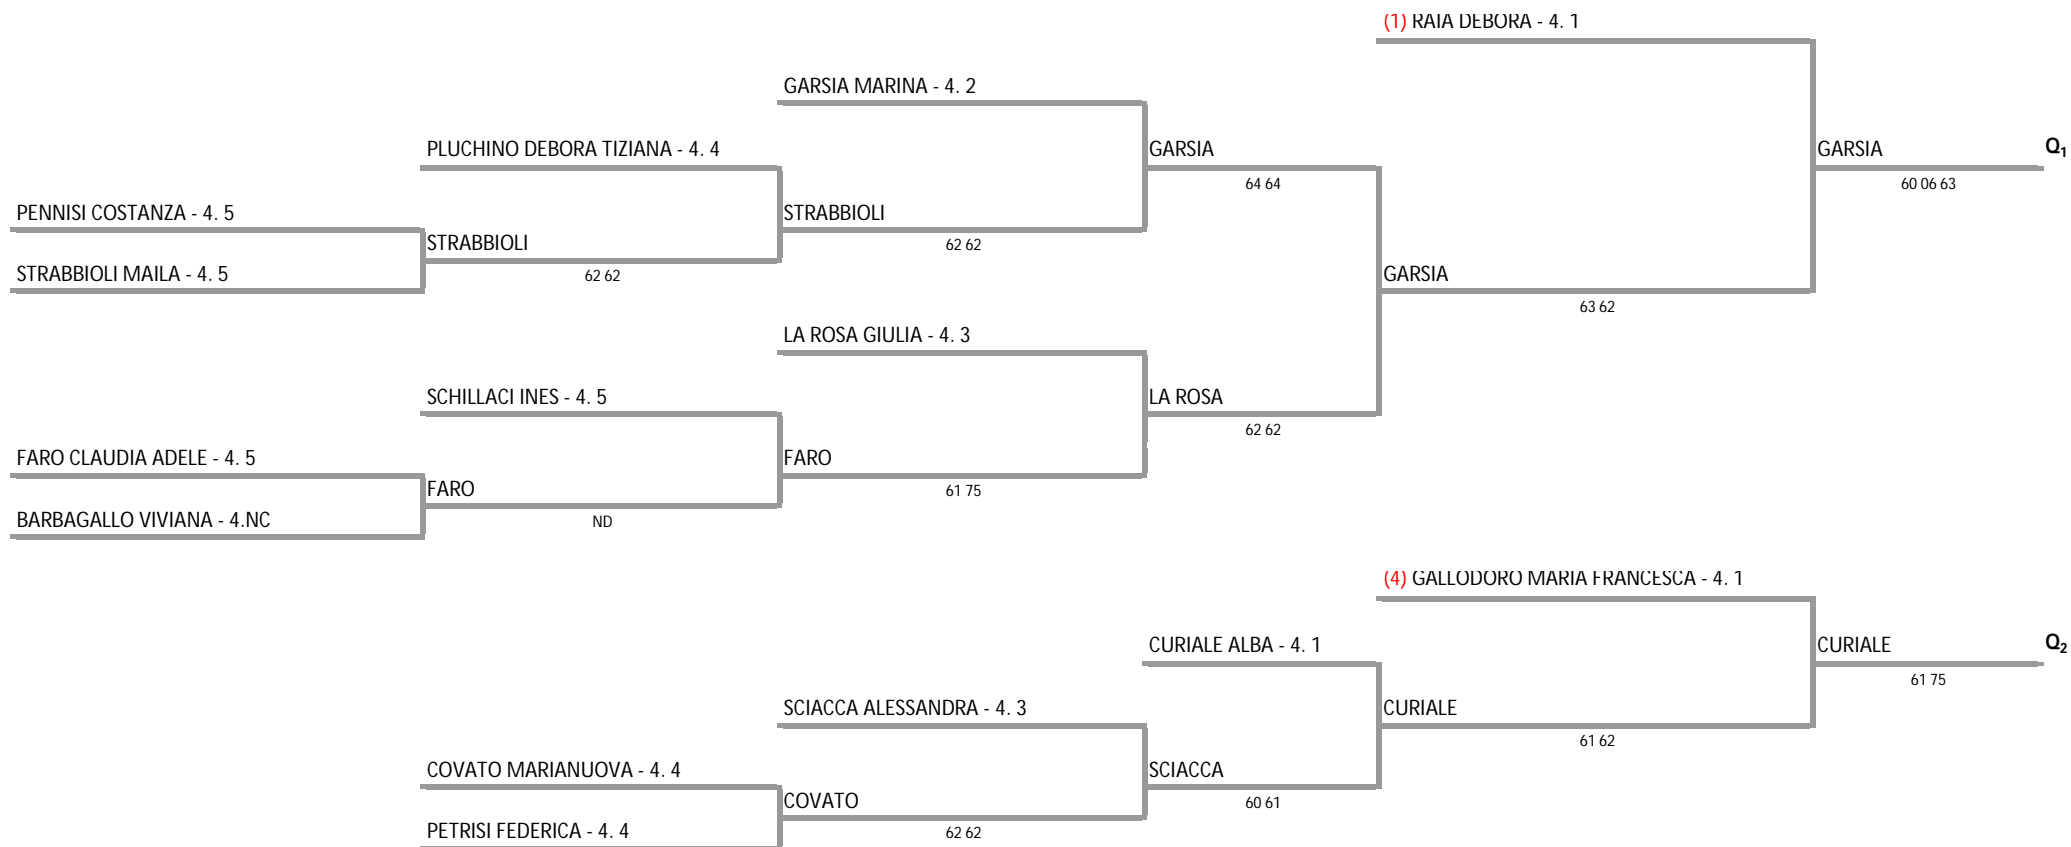 (1) RAIA DEBORA - 4. 1
GARSIA MARINA - 4. 2
PLUCHINO DEBORA TIZIANA - 4. 4
GARSIA
GARSIA
Q1
64 64
60 06 63
PENNISI COSTANZA - 4. 5
STRABBIOLI
STRABBIOLI
62 62
STRABBIOLI MAILA - 4. 5
62 62
GARSIA
63 62
LA ROSA GIULIA - 4. 3
SCHILLACI INES - 4. 5
LA ROSA
62 62
FARO CLAUDIA ADELE - 4. 5
FARO
FARO
61 75
BARBAGALLO VIVIANA - 4.NC
ND
(4) GALLODORO MARIA FRANCESCA - 4. 1
CURIALE ALBA - 4. 1
CURIALE
Q2
61 75
SCIACCA ALESSANDRA - 4. 3
CURIALE
61 62
COVATO MARIANUOVA - 4. 4
SCIACCA
COVATO
60 61
PETRISI FEDERICA - 4. 4
62 62